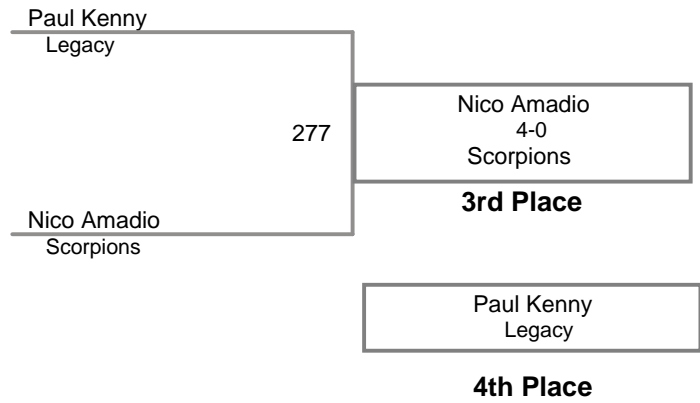 Paul Kenny
Legacy
277
Nico Amadio
4-0
Scorpions
3rd Place
Nico Amadio
Scorpions
Paul Kenny
Legacy
4th Place